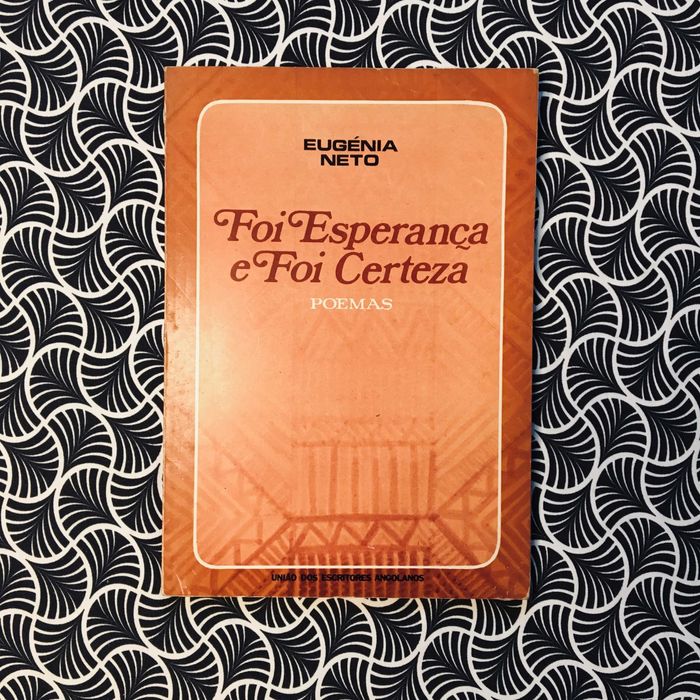 EUGÉNIA
NETO
Foi Esperança
e Foi Certeza
POEMAS
UNIÃO DOS ESCRITORES ANGOLANOS